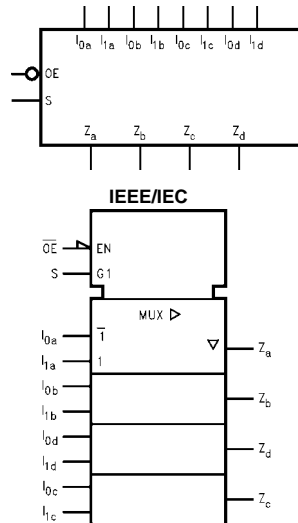 I0a I1a I0b I1b I0c I1c I0d I1d
OE
S
Za Zb Zc Zd
IEEE/IEC
O̅E̅ EN
S G1
MUX ▷
I0a 1̅ ▽
I1a 1 Za
I0b
I1b Zb
I0d
I1d Zd
I0c
I1c Zc